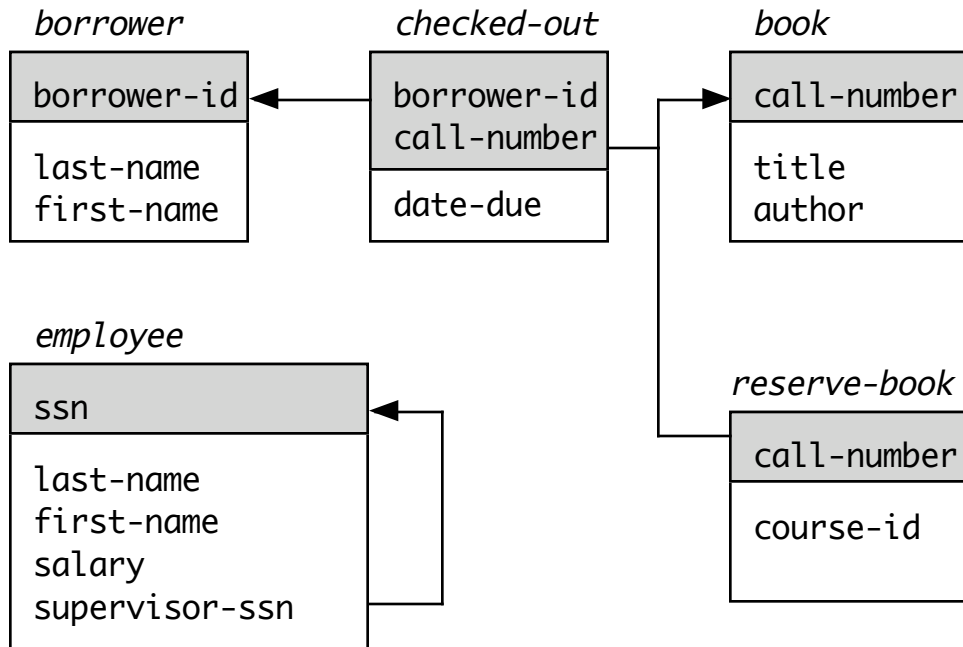 borrower
borrower-id
last-name
first-name
checked-out
borrower-id
call-number
date-due
book
call-number
title
author
employee
ssn
last-name
first-name
salary
supervisor-ssn
reserve-book
call-number
course-id